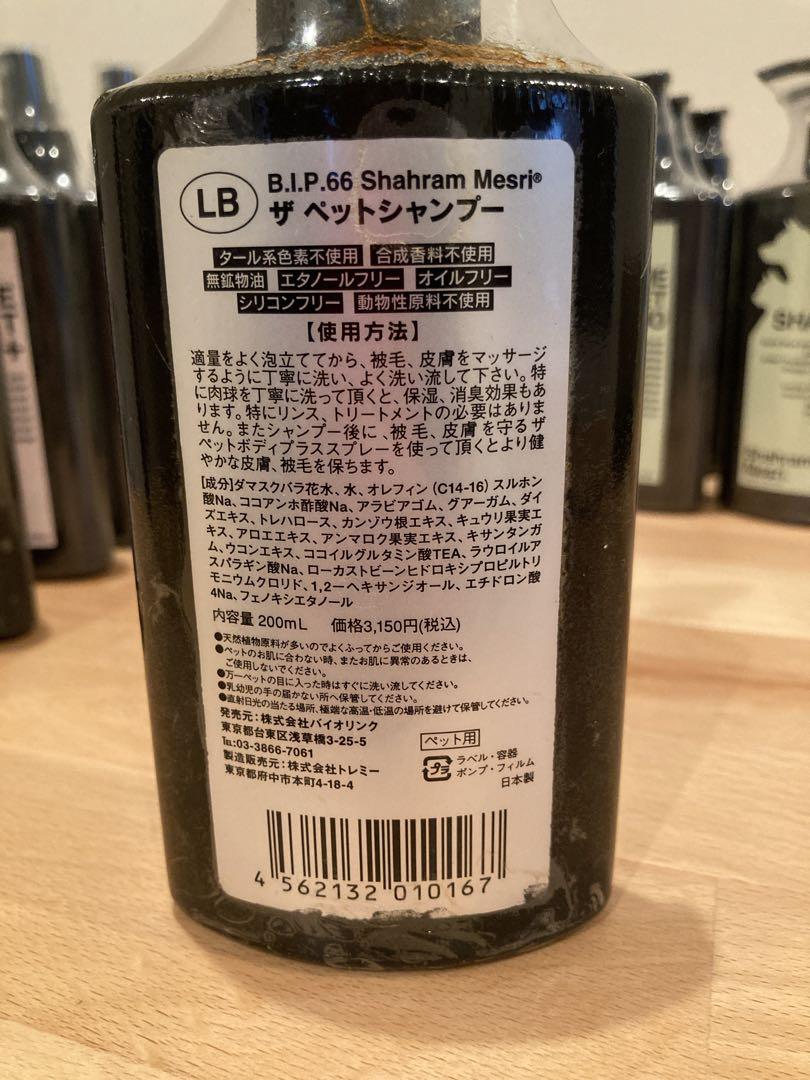 LB
B.I.P.66 Shahram Mesri®
ザ ペットシャンプー
タール系色素不使用 合成香料不使用
無鉱物油 エタノールフリー オイルフリー
シリコンフリー 動物性原料不使用
【使用方法】
適量をよく泡立ててから、被毛、皮膚をマッサージ
するように丁寧に洗い、よく洗い流して下さい。特
に肉球を丁寧に洗って頂くと、保湿、消臭効果もあ
ります。特にリンス、トリートメントの必要はありま
せん。またシャンプー後に、被毛、皮膚を守るザ
ペットボディプラススプレーを使って頂くとより健
やかな皮膚、被毛を保ちます。
[成分]ダマスクバラ花水、水、オレフィン(C14-16)スルホン
酸Na、ココアンホ酢酸Na、アラビアゴム、グアーガム、ダイ
ズエキス、トレハロース、カンゾウ根エキス、キュウリ果実エ
キス、アロエエキス、アンマロク果実エキス、キサンタンガ
ム、ウコンエキス、ココイルグルタミン酸TEA、ラウロイルア
スパラギン酸Na、ローカストビーンヒドロキシプロピルトリ
モニウムクロリド、1,2-ヘキサンジオール、エチドロン酸
4Na、フェノキシエタノール
内容量 200mL 価格3,150円(税込)
●天然植物原料が多いのでよくふってからご使用ください。
●ペットのお肌に合わない時、またお肌に異常のあるときは、
ご使用しないでください。
●万一ペットの目に入った時はすぐに洗い流してください。
●乳幼児の手の届かない所へ保管してください。
●直射日光の当たる場所、極端な高温・低温の場所を避けて保管してください。
発売元:株式会社バイオリンク
東京都台東区浅草橋3-25-5
℡:03-3866-7061
製造販売元:株式会社トレミー
東京都府中市本町4-18-4
ペット用
プラ
ラベル・容器
ポンプ・フィルム
日本製
4 562132 010167
ET+
SHA
Shahram
Mesri